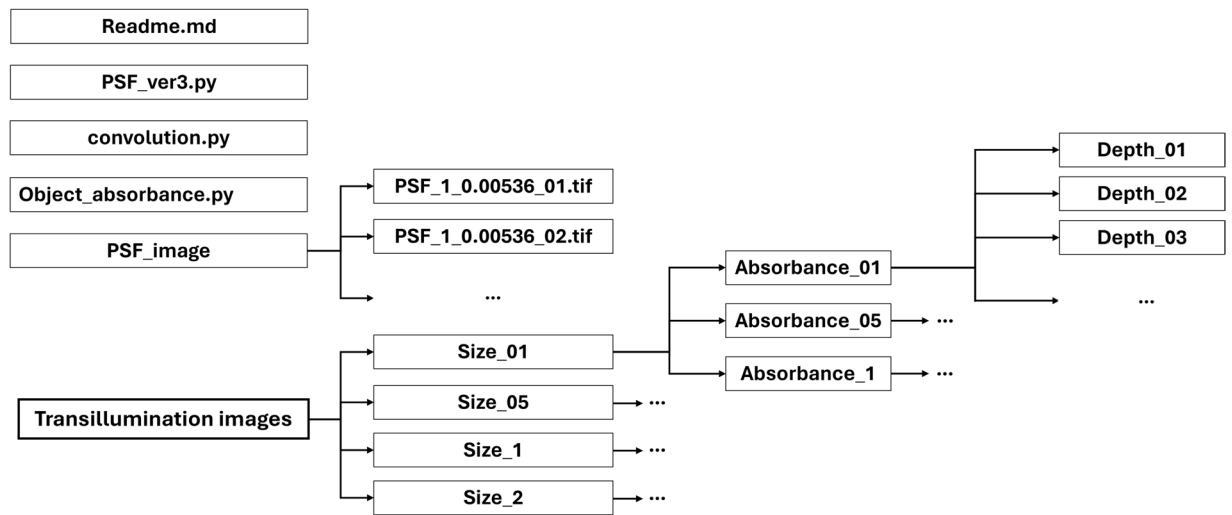 Readme.md
PSF_ver3.py
convolution.py
Object_absorbance.py
PSF_image
PSF_1_0.00536_01.tif
PSF_1_0.00536_02.tif
...
Transillumination images
Size_01
Size_05
...
Size_1
...
Size_2
...
Absorbance_01
Absorbance_05
...
Absorbance_1
...
Depth_01
Depth_02
Depth_03
...